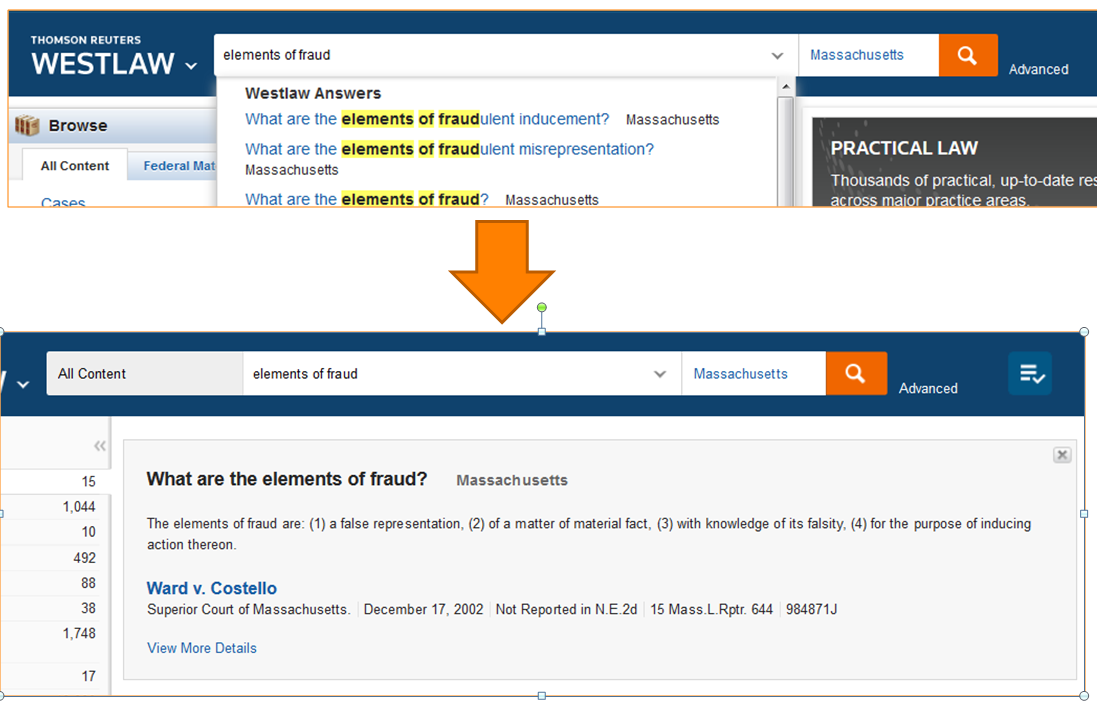 THOMSON REUTERS
WESTLAW
elements of fraud
Massachusetts
Advanced
Westlaw Answers
What are the elements of fraudulent inducement? Massachusetts
What are the elements of fraudulent misrepresentation?
Massachusetts
What are the elements of fraud? Massachusetts
Browse
All Content
Federal Mat
Cases
PRACTICAL LAW
Thousands of practical, up-to-date res
across major practice areas.
All Content
elements of fraud
Massachusetts
Advanced
15
1,044
10
492
88
38
1,748
17
What are the elements of fraud? Massachusetts
The elements of fraud are: (1) a false representation, (2) of a matter of material fact, (3) with knowledge of its falsity, (4) for the purpose of inducing
action thereon.
Ward v. Costello
Superior Court of Massachusetts. December 17, 2002 Not Reported in N.E.2d 15 Mass.L.Rptr. 644 984871J
View More Details